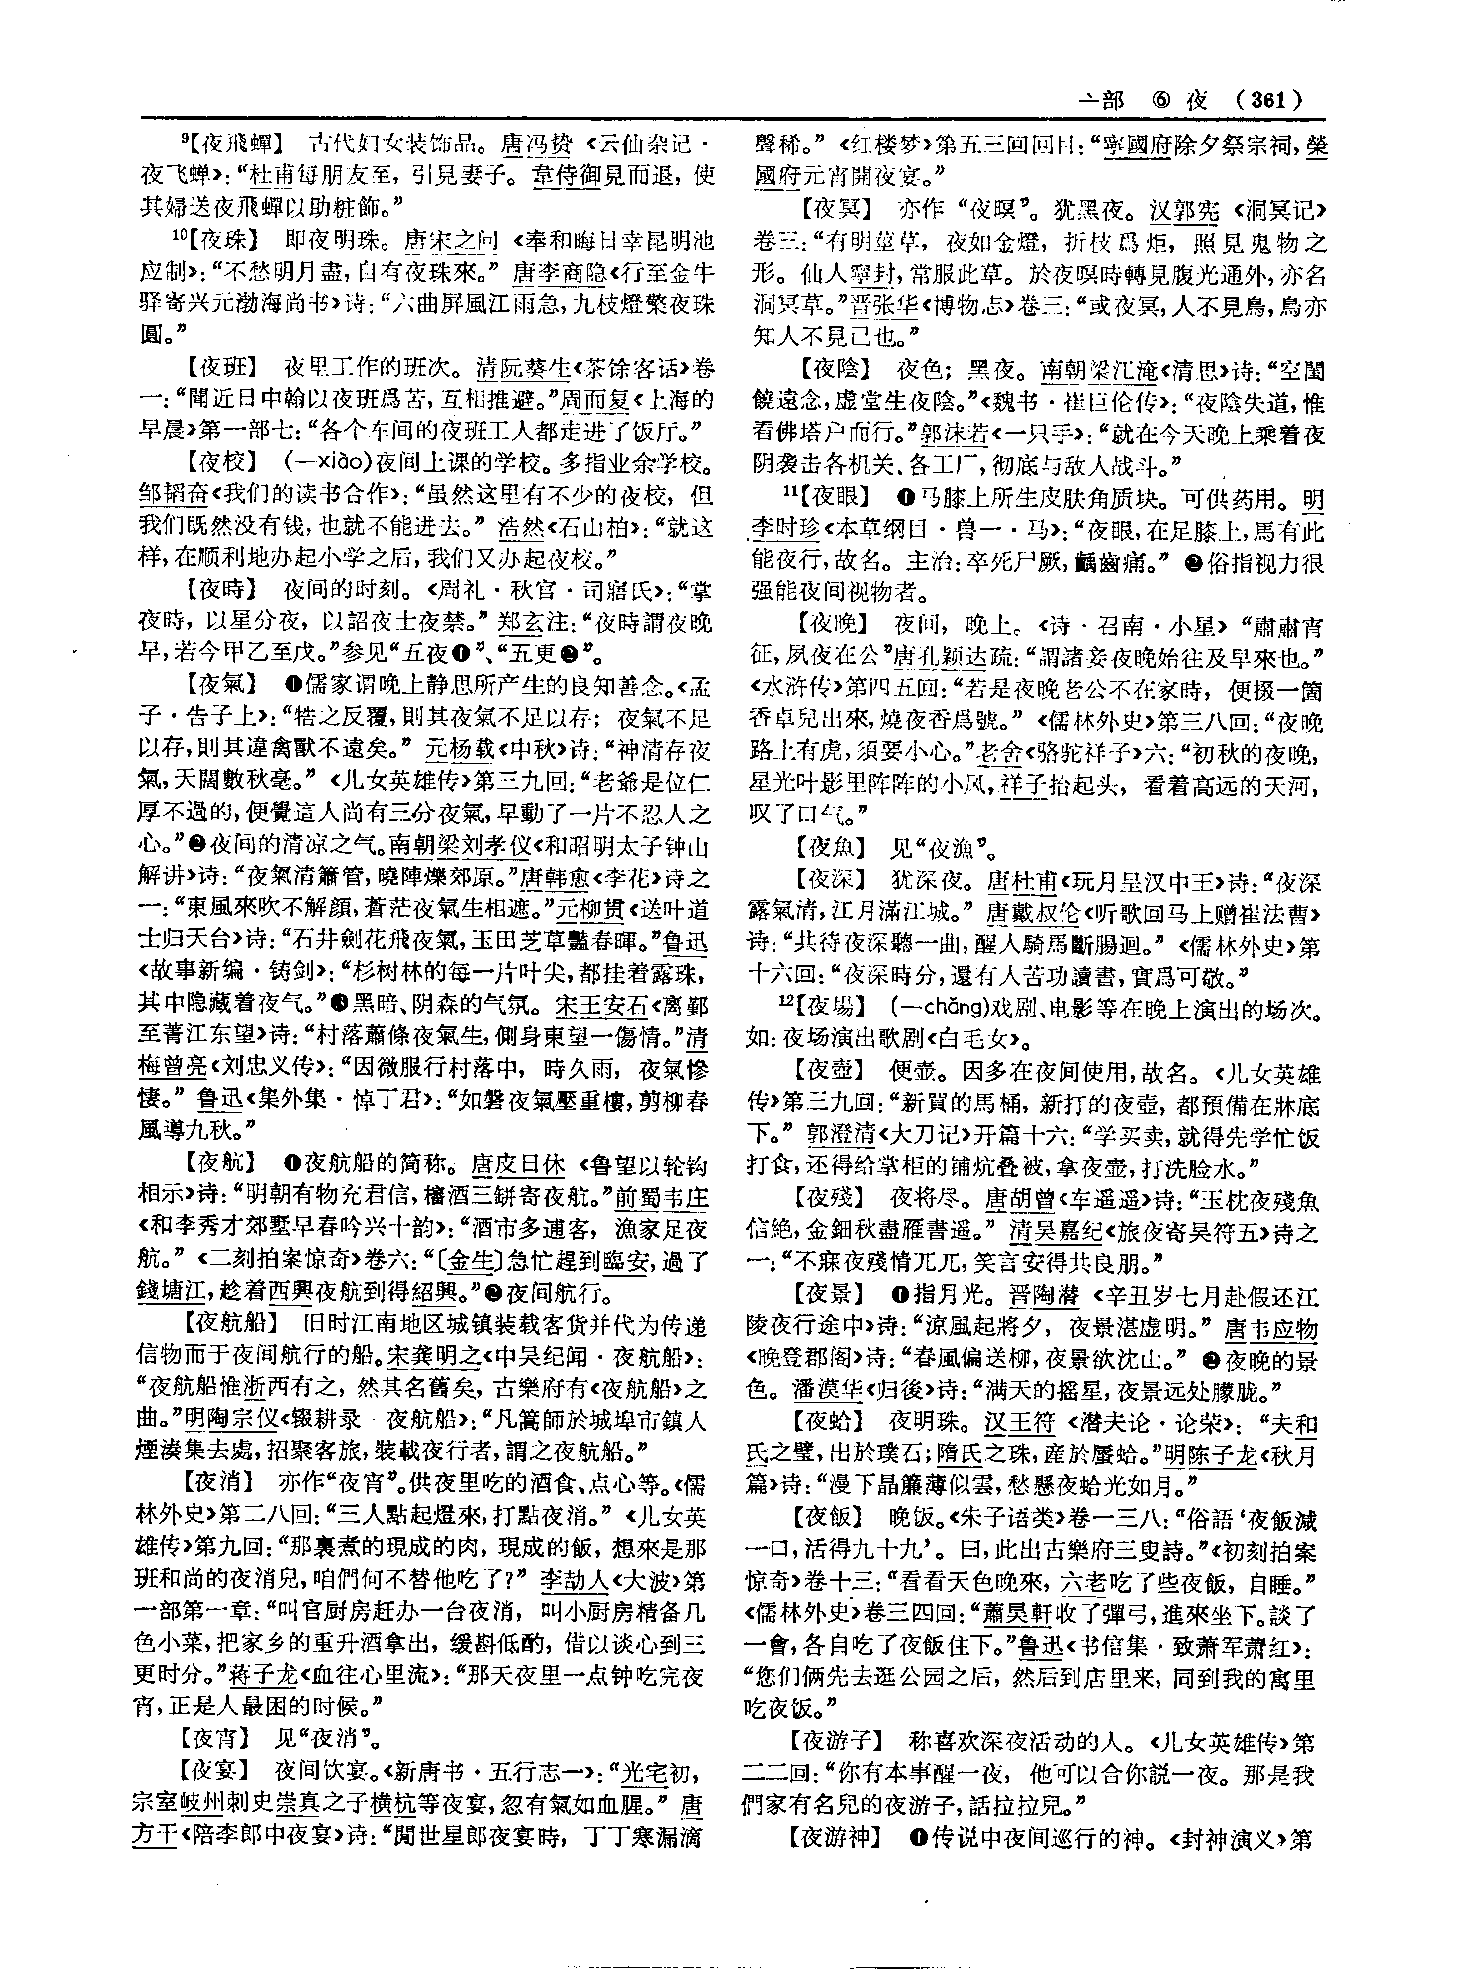 亠部 ⑥ 夜 (361)
⁹【夜飛蟬】 古代妇女装饰品。唐冯贽《云仙杂记·
夜飞蝉》：“杜甫每朋友至，引見妻子。韋侍御見而退，使
其婦送夜飛蟬以助粧飾。”
¹⁰【夜珠】 即夜明珠。唐宋之问《奉和晦日幸昆明池
应制》：“不愁明月盡，自有夜珠來。” 唐李商隐《行至金牛
驿寄兴元渤海尚书》诗：“六曲屏風江雨急，九枝燈檠夜珠
圓。”
【夜班】 夜里工作的班次。清阮葵生《茶馀客话》卷
一：“聞近日中翰以夜班爲苦，互相推避。”周而复《上海的
早晨》第一部七：“各个车间的夜班工人都走进了饭厅。”
【夜校】 (一xiào)夜间上课的学校。多指业余学校。
邹韬奋《我们的读书合作》：“虽然这里有不少的夜校，但
我们既然没有钱，也就不能进去。” 浩然《石山柏》：“就这
样，在顺利地办起小学之后，我们又办起夜校。”
【夜時】 夜间的时刻。《周礼·秋官·司寤氏》：“掌
夜時，以星分夜，以詔夜士夜禁。” 郑玄注：“夜時謂夜晚
早，若今甲乙至戊。”参见“五夜❶”、“五更❷”。
【夜氣】 ❶儒家谓晚上静思所产生的良知善念。《孟
子·告子上》：“牿之反覆，則其夜氣不足以存；夜氣不足
以存，則其違禽獸不遠矣。” 元杨载《中秋》诗：“神清存夜
氣，天闊數秋毫。” 《儿女英雄传》第三九回：“老爺是位仁
厚不過的，便覺這人尚有三分夜氣，早動了一片不忍人之
心。”❷夜间的清凉之气。南朝梁刘孝仪《和昭明太子钟山
解讲》诗：“夜氣清簫管，曉陣爍郊原。”唐韩愈《李花》诗之
一：“東風來吹不解顔，蒼茫夜氣生相遮。”元柳贯《送叶道
士归天台》诗：“石井劍花飛夜氣，玉田芝草豔春暉。”鲁迅
《故事新编·铸剑》：“杉树林的每一片叶尖，都挂着露珠，
其中隐藏着夜气。”❸黑暗、阴森的气氛。 宋王安石《离鄞
至菁江东望》诗：“村落蕭條夜氣生，側身東望一傷情。”清
梅曾亮《刘忠义传》：“因微服行村落中，時久雨，夜氣慘
悽。” 鲁迅《集外集·悼丁君》：“如磐夜氣壓重樓，剪柳春
風導九秋。”
【夜航】 ❶夜航船的简称。唐皮日休《鲁望以轮钩
相示》诗：“明朝有物充君信，㰂酒三缾寄夜航。”前蜀韦庄
《和李秀才郊墅早春吟兴十韵》：“酒市多逋客，漁家足夜
航。” 《二刻拍案惊奇》卷六：“〔金生〕急忙趕到臨安，過了
錢塘江，趁着西興夜航到得紹興。”❷夜间航行。
【夜航船】 旧时江南地区城镇装载客货并代为传递
信物而于夜间航行的船。宋龚明之《中吴纪闻·夜航船》：
“夜航船惟浙西有之，然其名舊矣，古樂府有《夜航船》之
曲。”明陶宗仪《辍耕录·夜航船》：“凡篙師於城埠市鎮人
煙湊集去處，招聚客旅，裝載夜行者，謂之夜航船。”
【夜消】 亦作“夜宵”。供夜里吃的酒食、点心等。《儒
林外史》第二八回：“三人點起燈來，打點夜消。” 《儿女英
雄传》第九回：“那裏煮的現成的肉，現成的飯，想來是那
班和尚的夜消兒，咱們何不替他吃了？” 李劼人《大波》第
一部第一章：“叫官厨房赶办一台夜消，叫小厨房精备几
色小菜，把家乡的重升酒拿出，缓斟低酌，借以谈心到三
更时分。”蒋子龙《血往心里流》：“那天夜里一点钟吃完夜
宵，正是人最困的时候。”
【夜宵】 见“夜消”。
【夜宴】 夜间饮宴。《新唐书·五行志一》：“光宅初，
宗室岐州刺史崇真之子横杭等夜宴，忽有氣如血腥。” 唐
方干《陪李郎中夜宴》诗：“間世星郎夜宴時，丁丁寒漏滴
聲稀。” 《红楼梦》第五三回回目：“寧國府除夕祭宗祠，榮
國府元宵開夜宴。”
【夜冥】 亦作“夜暝”。犹黑夜。汉郭宪《洞冥记》
卷三：“有明莖草，夜如金燈，折枝爲炬，照見鬼物之
形。仙人寧封，常服此草。於夜暝時轉見腹光通外，亦名
洞冥草。”晋张华《博物志》卷三：“或夜冥，人不見鳥，鳥亦
知人不見己也。”
【夜陰】 夜色；黑夜。南朝梁江淹《清思》诗：“空閨
饒遠念，虚堂生夜陰。”《魏书·崔巨伦传》：“夜陰失道，惟
看佛塔户而行。”郭沫若《一只手》：“就在今天晚上乘着夜
阴袭击各机关、各工厂，彻底与敌人战斗。”
¹¹【夜眼】 ❶马膝上所生皮肤角质块。可供药用。明
李时珍《本草纲目·兽一·马》：“夜眼，在足膝上，馬有此
能夜行，故名。主治：卒死尸厥，齲齒痛。” ❷俗指视力很
强能夜间视物者。
【夜晚】 夜间，晚上。《诗·召南·小星》“肅肅宵
征，夙夜在公”唐孔颖达疏：“謂諸妾夜晚始往及早來也。”
《水浒传》第四五回：“若是夜晚老公不在家時，便掇一箇
香卓兒出來，燒夜香爲號。” 《儒林外史》第三八回：“夜晚
路上有虎，須要小心。”老舍《骆驼祥子》六：“初秋的夜晚，
星光叶影里阵阵的小风，祥子抬起头，看着高远的天河，
叹了口气。”
【夜魚】 见“夜漁”。
【夜深】 犹深夜。唐杜甫《玩月呈汉中王》诗：“夜深
露氣清，江月滿江城。” 唐戴叔伦《听歌回马上赠崔法曹》
诗：“共待夜深聽一曲，醒人騎馬斷腸迴。” 《儒林外史》第
十六回：“夜深時分，還有人苦功讀書，實爲可敬。”
¹²【夜場】 (一chǎng)戏剧、电影等在晚上演出的场次。
如：夜场演出歌剧《白毛女》。
【夜壺】 便壶。因多在夜间使用，故名。《儿女英雄
传》第三九回：“新買的馬桶，新打的夜壺，都預備在牀底
下。” 郭澄清《大刀记》开篇十六：“学买卖，就得先学忙饭
打食，还得给掌柜的铺炕叠被，拿夜壶，打洗脸水。”
【夜殘】 夜将尽。唐胡曾《车遥遥》诗：“玉枕夜殘魚
信絶，金鈿秋盡雁書遥。” 清吴嘉纪《旅夜寄吴符五》诗之
一：“不寐夜殘情兀兀，笑言安得共良朋。”
【夜景】 ❶指月光。晋陶潜《辛丑岁七月赴假还江
陵夜行途中》诗：“涼風起將夕，夜景湛虚明。” 唐韦应物
《晚登郡阁》诗：“春風偏送柳，夜景欲沈山。” ❷夜晚的景
色。潘漠华《归後》诗：“满天的摇星，夜景远处朦胧。”
【夜蛤】 夜明珠。汉王符《潜夫论·论荣》：“夫和
氏之璧，出於璞石；隋氏之珠，産於蜃蛤。”明陈子龙《秋月
篇》诗：“漫下晶簾薄似雲，愁懸夜蛤光如月。”
【夜飯】 晚饭。《朱子语类》卷一三八：“俗語‘夜飯減
一口，活得九十九’。曰，此出古樂府三叟詩。”《初刻拍案
惊奇》卷十三：“看看天色晚來，六老吃了些夜飯，自睡。”
《儒林外史》卷三四回：“蕭昊軒收了彈弓，進來坐下。談了
一會，各自吃了夜飯住下。”鲁迅《书信集·致萧军萧红》：
“您们俩先去逛公园之后，然后到店里来，同到我的寓里
吃夜饭。”
【夜游子】 称喜欢深夜活动的人。《儿女英雄传》第
二二回：“你有本事醒一夜，他可以合你説一夜。那是我
們家有名兒的夜游子，話拉拉兒。”
【夜游神】 ❶传说中夜间巡行的神。《封神演义》第